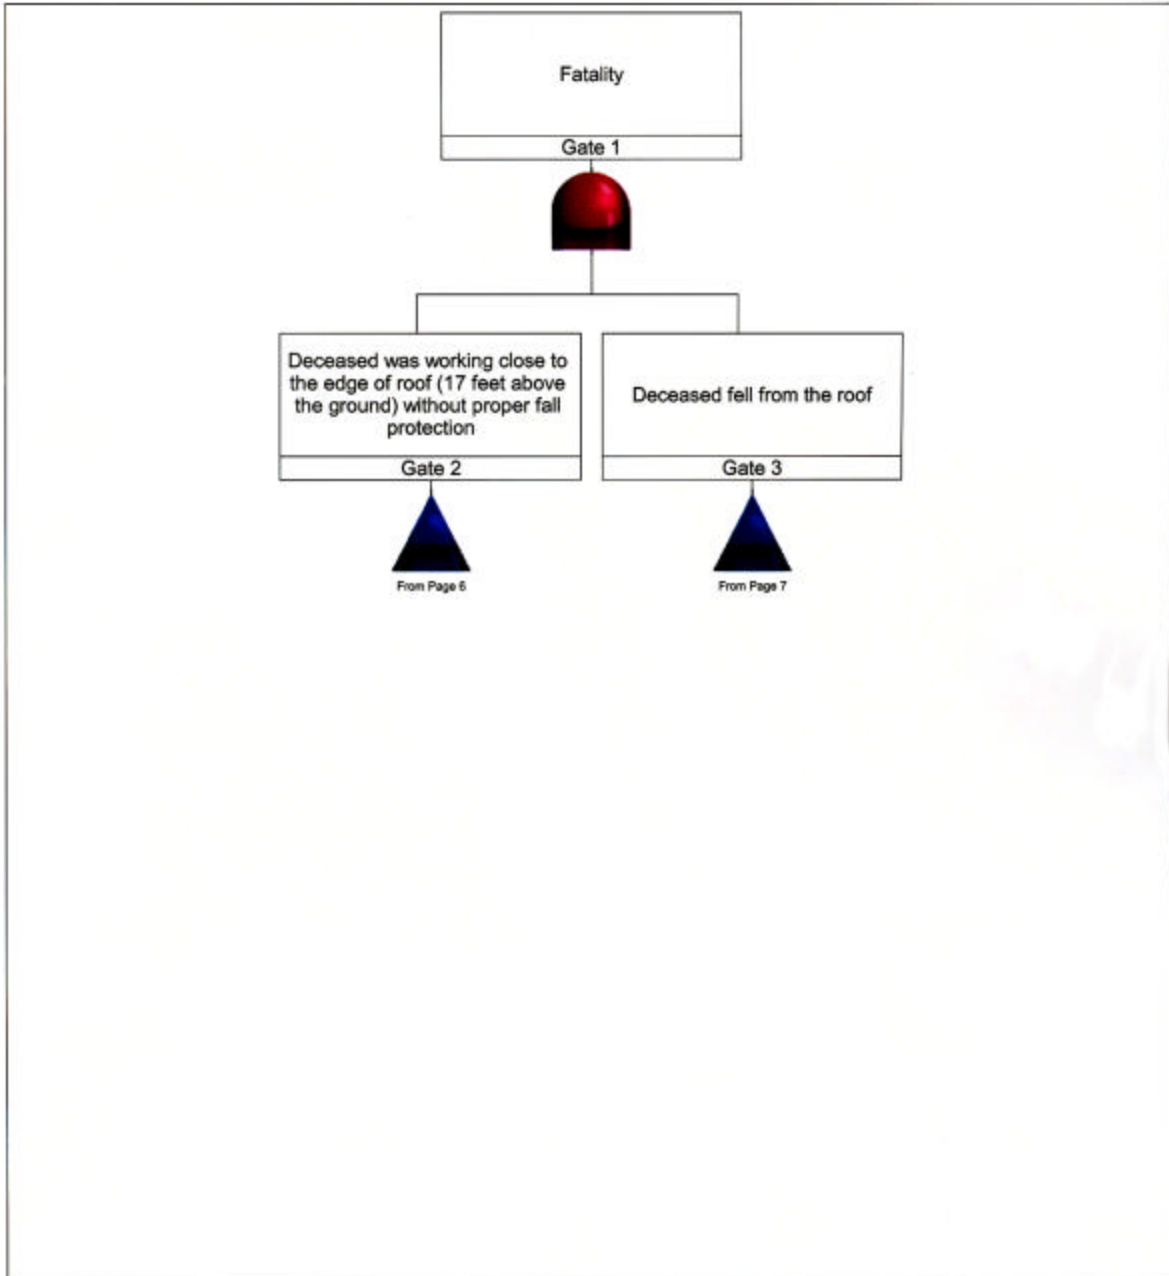 Fatality
Gate 1
Deceased was working close to
the edge of roof (17 feet above
the ground) without proper fall
protection
Gate 2
Deceased fell from the roof
Gate 3
From Page 6
From Page 7